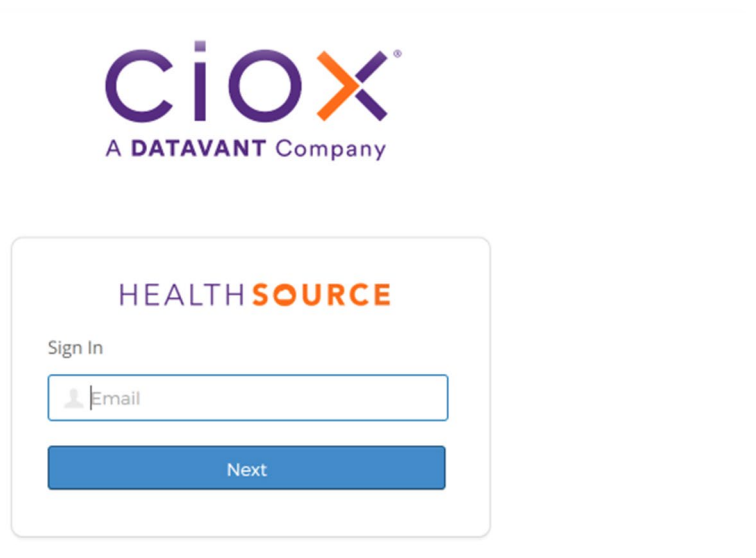 ciox®
A DATAVANT Company
HEALTHSOURCE
Sign In
Email
Next